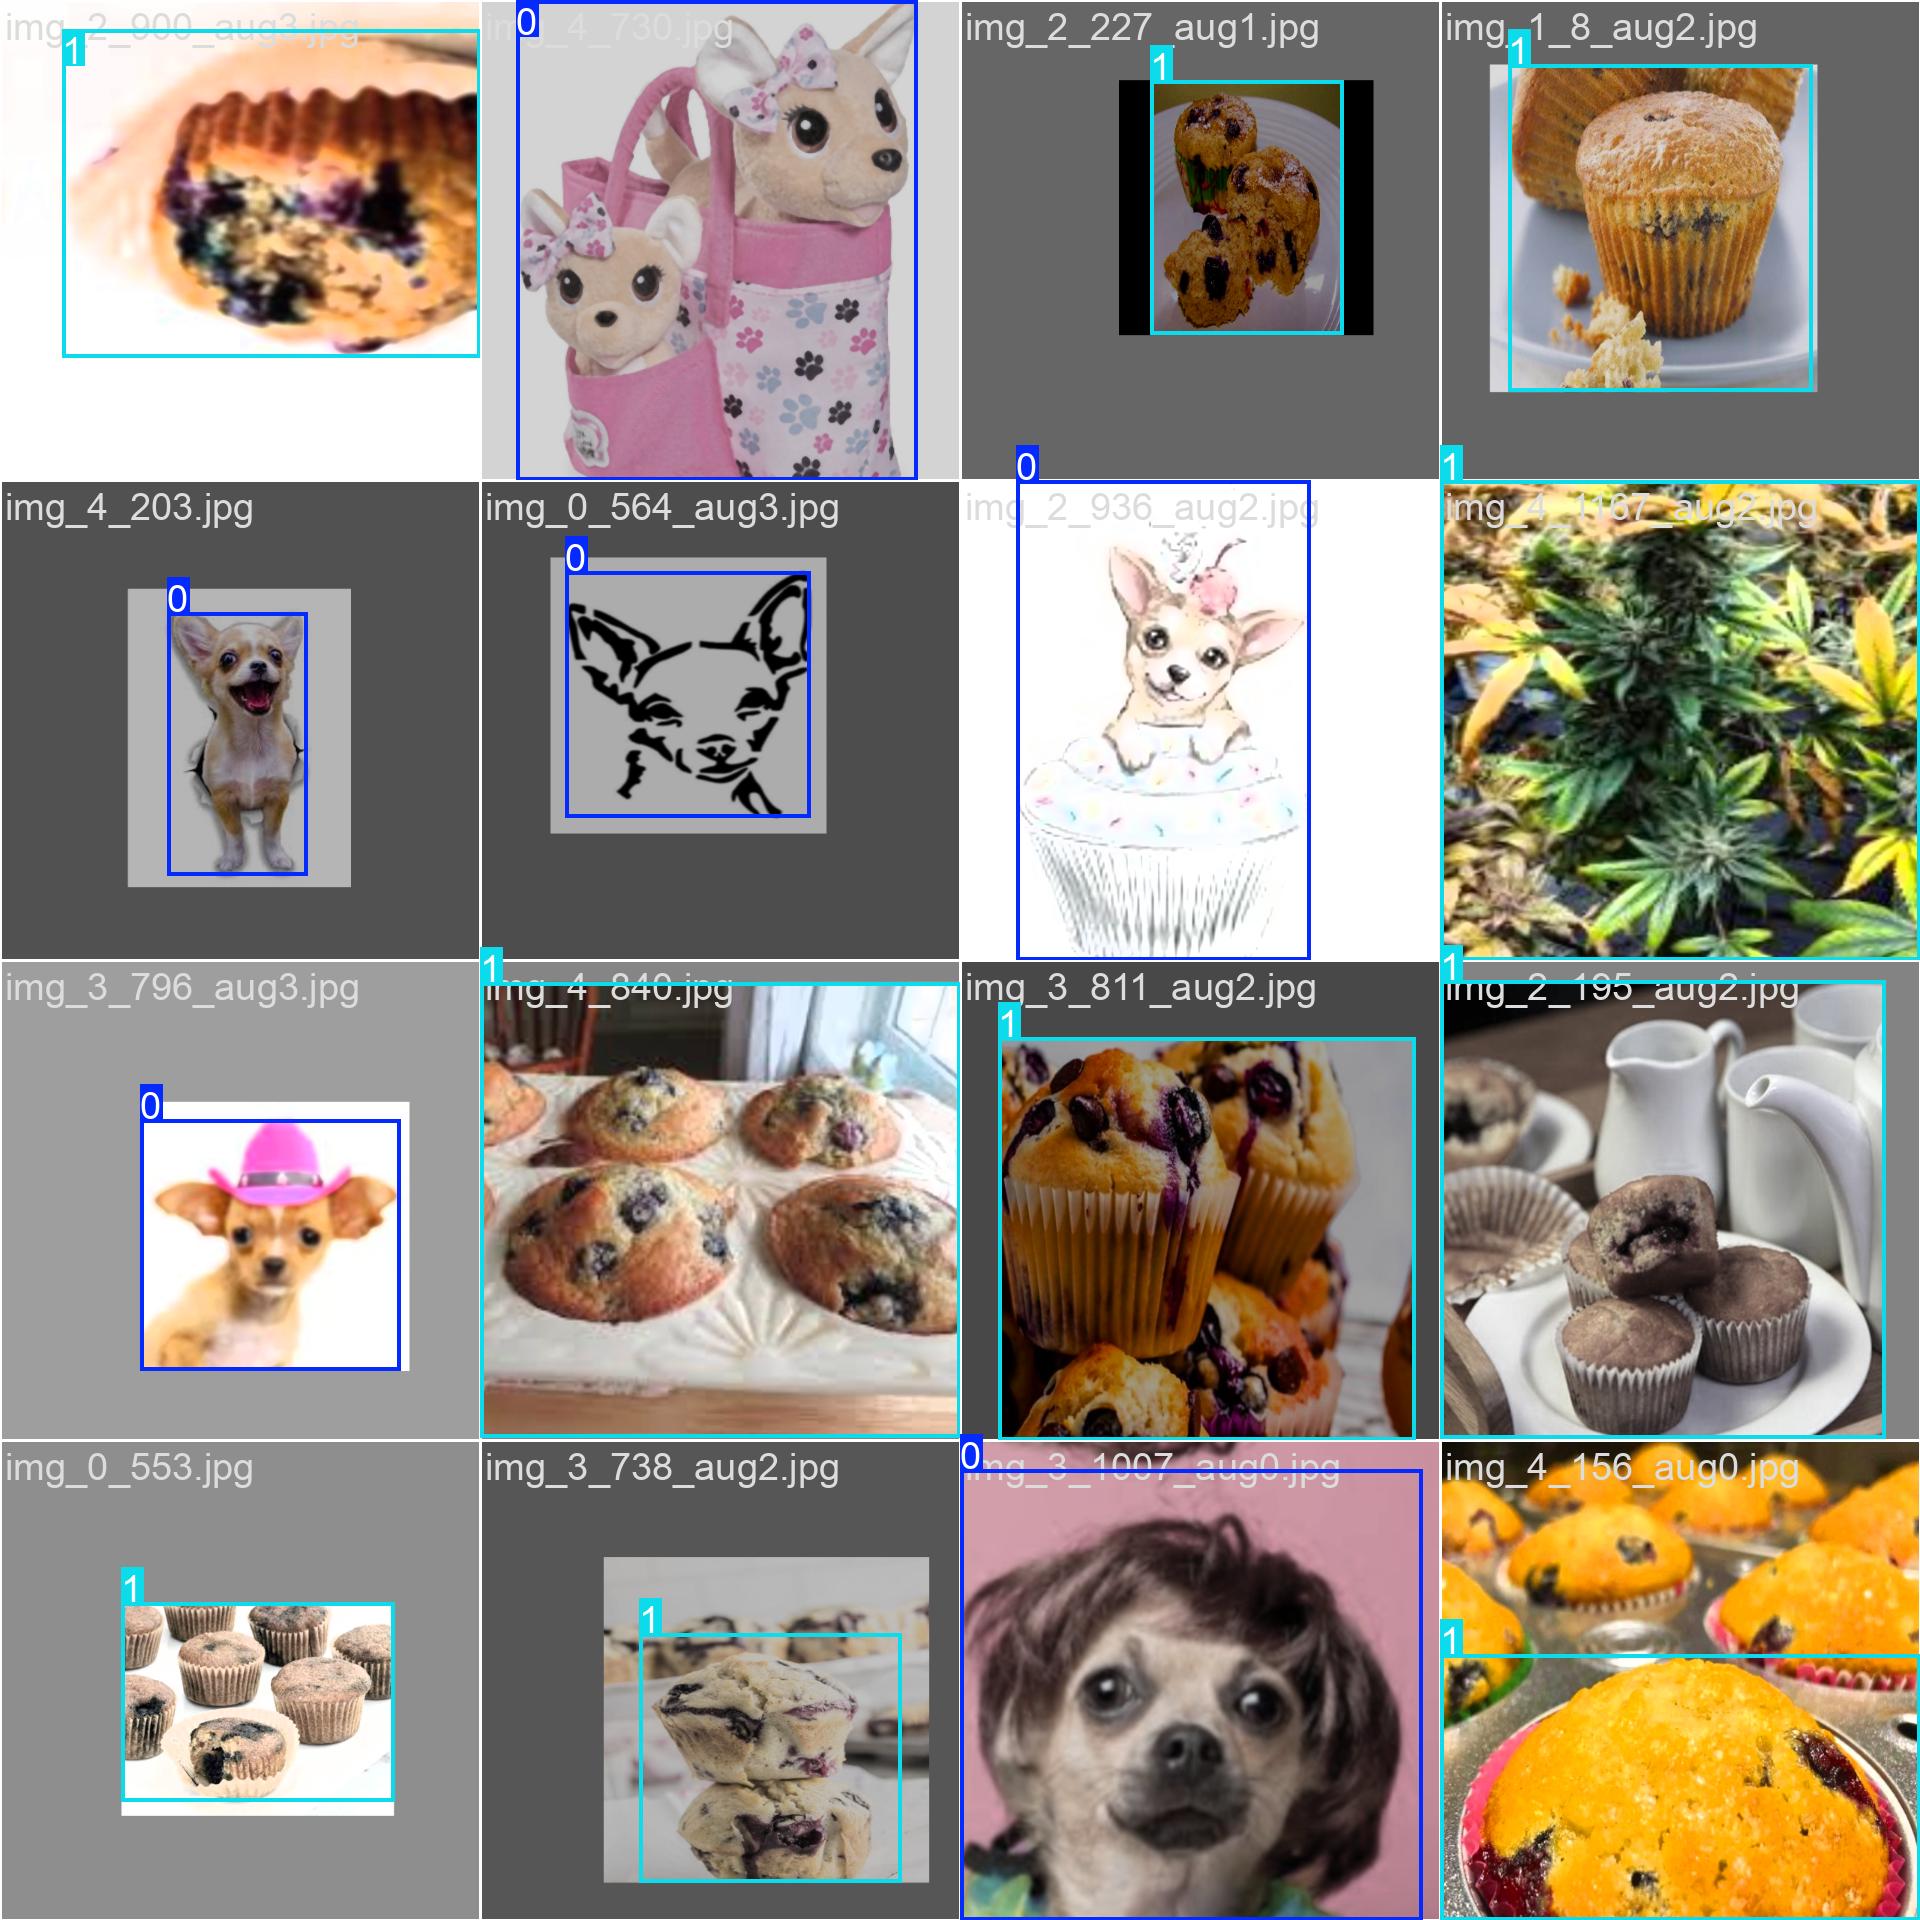 img_2_900_aug3.jpg
1
0
img_4_730.jpg
img_2_227_aug1.jpg
1
img_1_8_aug2.jpg
1
img_4_203.jpg
0
img_0_564_aug3.jpg
0
0
img_2_936_aug2.jpg
1
img_4_1167_aug2.jpg
img_3_796_aug3.jpg
0
1
img_4_840.jpg
img_3_811_aug2.jpg
1
1
img_2_195_aug2.jpg
img_0_553.jpg
1
img_3_738_aug2.jpg
1
0
img_3_1007_aug0.jpg
img_4_156_aug0.jpg
1